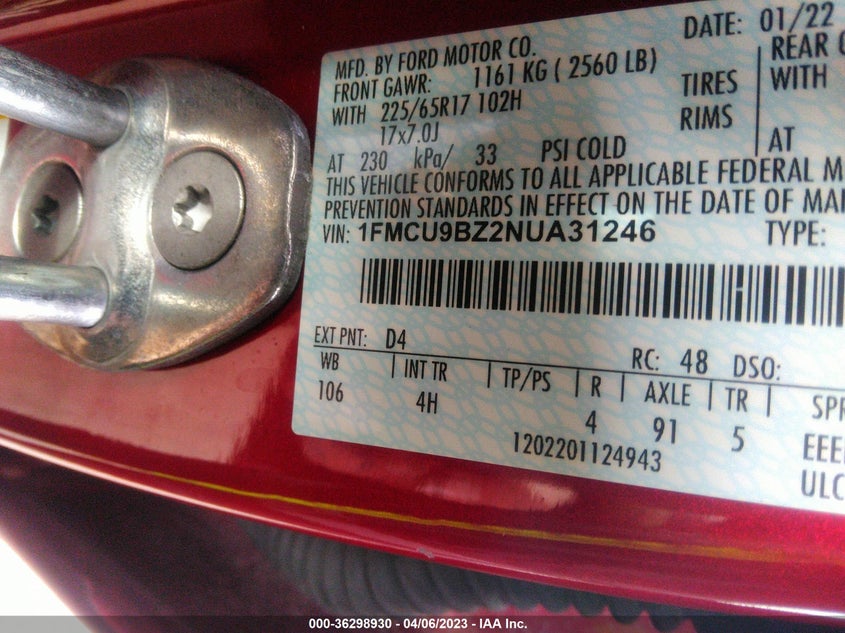 DATE: 01/22
MFD. BY FORD MOTOR CO.
FRONT GAWR: 1161 KG ( 2560 LB)
REAR
WITH 225/65R17 102H TIRES WITH
17x7.0J RIMS
AT 230 kPa/ 33 PSI COLD AT
THIS VEHICLE CONFORMS TO ALL APPLICABLE FEDERAL M
PREVENTION STANDARDS IN EFFECT ON THE DATE OF MAN
VIN: 1FMCU9BZ2NUA31246 TYPE:
EXT PNT: D4 RC: 48 DSO:
WB INT TR TP/PS R AXLE TR SPR
106 4H 4 91 5 EEE
1202201124943 ULC
000-36298930 - 04/06/2023 - IAA Inc.